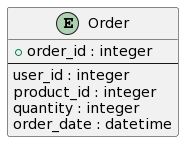 E Order
order_id : integer
user_id : integer
product_id : integer
quantity : integer
order_date : datetime